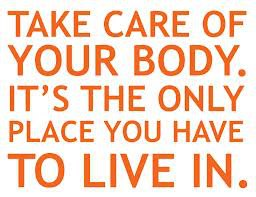 TAKE CARE OF
YOUR BODY.
IT'S THE ONLY
PLACE YOU HAVE
TO LIVE IN.